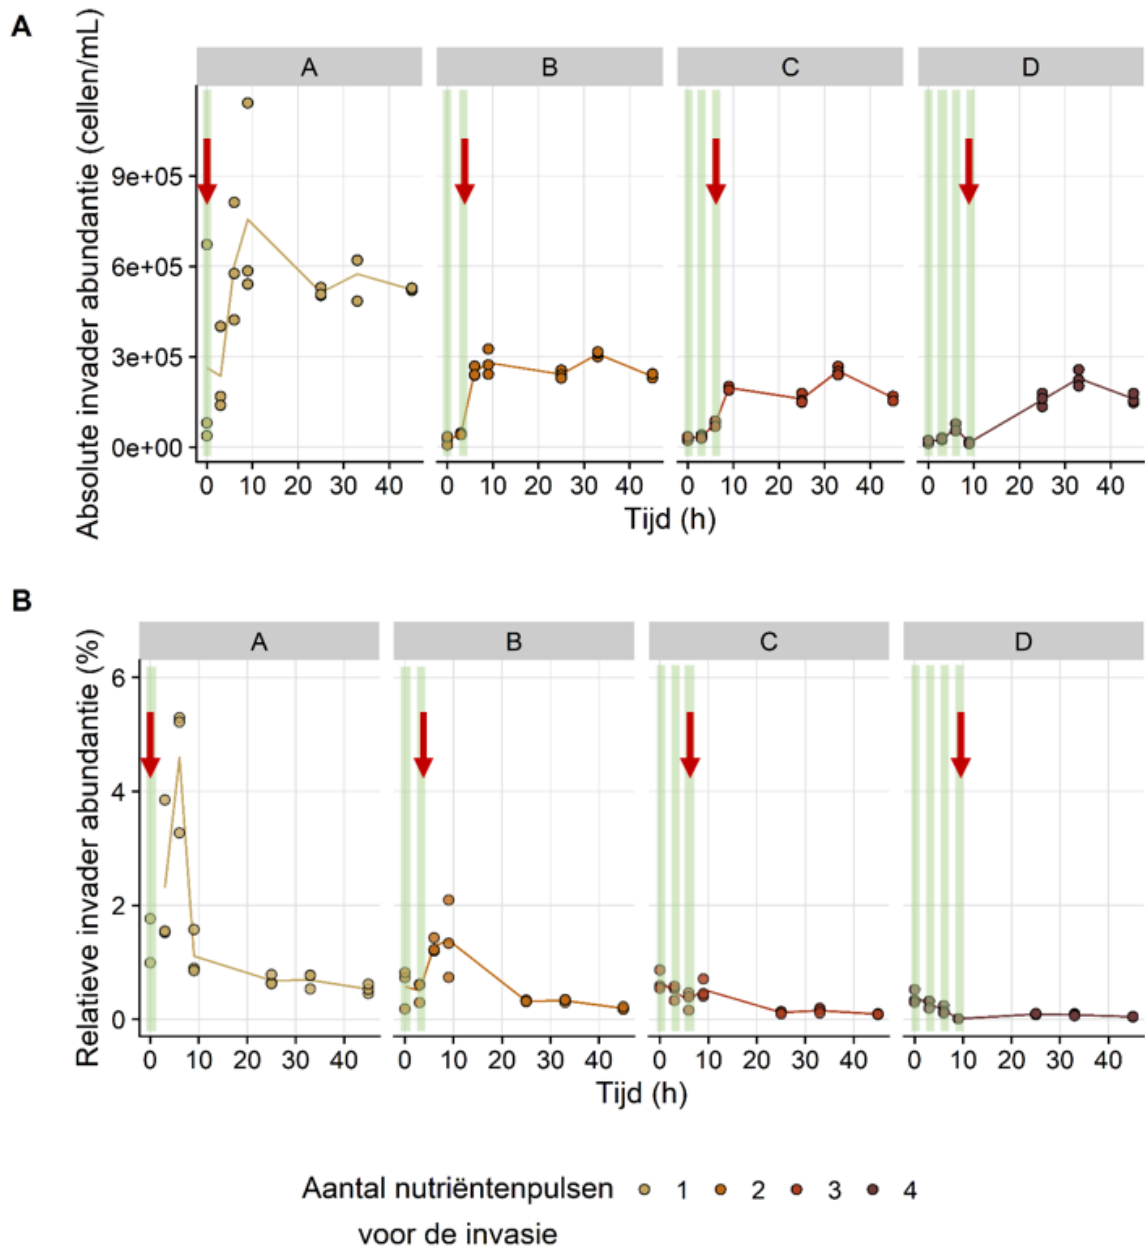 A
Absolute invader abundantie (cellen/mL)
A B C D
9e+05
6e+05
3e+05
0e+00
0 10 20 30 40 0 10 20 30 40 0 10 20 30 40 0 10 20 30 40
Tijd (h)
B
Relatieve invader abundantie (%)
A B C D
6
4
2
0
0 10 20 30 40 0 10 20 30 40 0 10 20 30 40 0 10 20 30 40
Tijd (h)
Aantal nutriëntenpulsen 1 2 3 4
voor de invasie